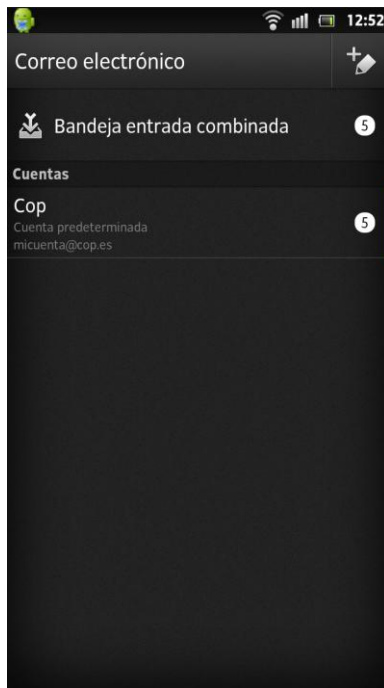 12:52
Correo electrónico
Bandeja entrada combinada 5
Cuentas
Cop
Cuenta predeterminada 5
micuenta@cop.es